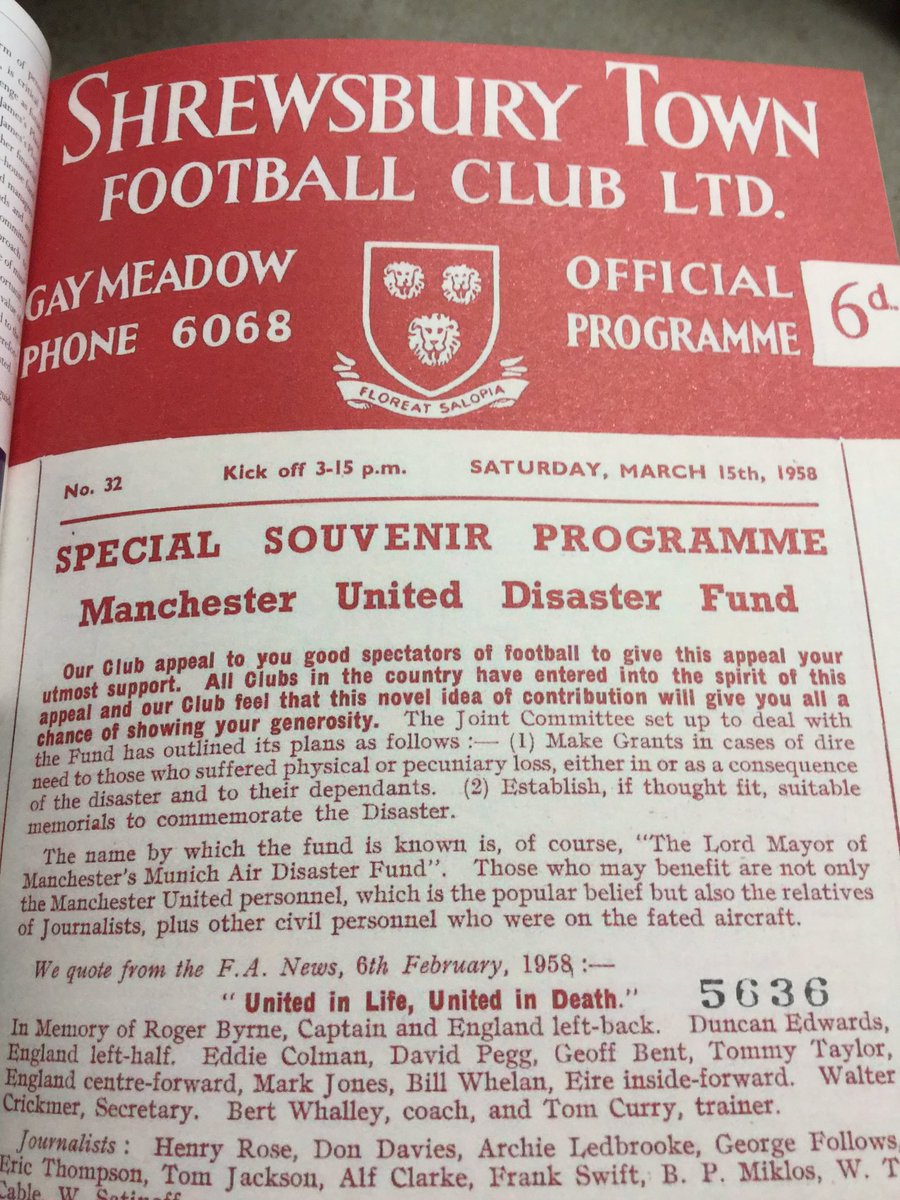 SHREWSBURY TOWN
FOOTBALL CLUB LTD.
GAY MEADOW
PHONE 6068
FLOREAT SALOPIA
OFFICIAL
PROGRAMME
6d.
No. 32 Kick off 3-15 p.m. SATURDAY, MARCH 15th, 1958
SPECIAL SOUVENIR PROGRAMME
Manchester United Disaster Fund
Our Club appeal to you good spectators of football to give this appeal your
utmost support. All Clubs in the country have entered into the spirit of this
appeal and our Club feel that this novel idea of contribution will give you all a
chance of showing your generosity. The Joint Committee set up to deal with
the Fund has outlined its plans as follows :— (1) Make Grants in cases of dire
need to those who suffered physical or pecuniary loss, either in or as a consequence
of the disaster and to their dependants. (2) Establish, if thought fit, suitable
memorials to commemorate the Disaster.
The name by which the fund is known is, of course, "The Lord Mayor of
Manchester's Munich Air Disaster Fund". Those who may benefit are not only
the Manchester United personnel, which is the popular belief but also the relatives
of Journalists, plus other civil personnel who were on the fated aircraft.
We quote from the F.A. News, 6th February, 1958, :—
"United in Life, United in Death." 5636
In Memory of Roger Byrne, Captain and England left-back. Duncan Edwards,
England left-half. Eddie Colman, David Pegg, Geoff Bent, Tommy Taylor,
England centre-forward, Mark Jones, Bill Whelan, Eire inside-forward. Walter
Crickmer, Secretary. Bert Whalley, coach, and Tom Curry, trainer.
Journalists : Henry Rose, Don Davies, Archie Ledbrooke, George Follows,
Eric Thompson, Tom Jackson, Alf Clarke, Frank Swift, B. P. Miklos, W. T
Cable, W.